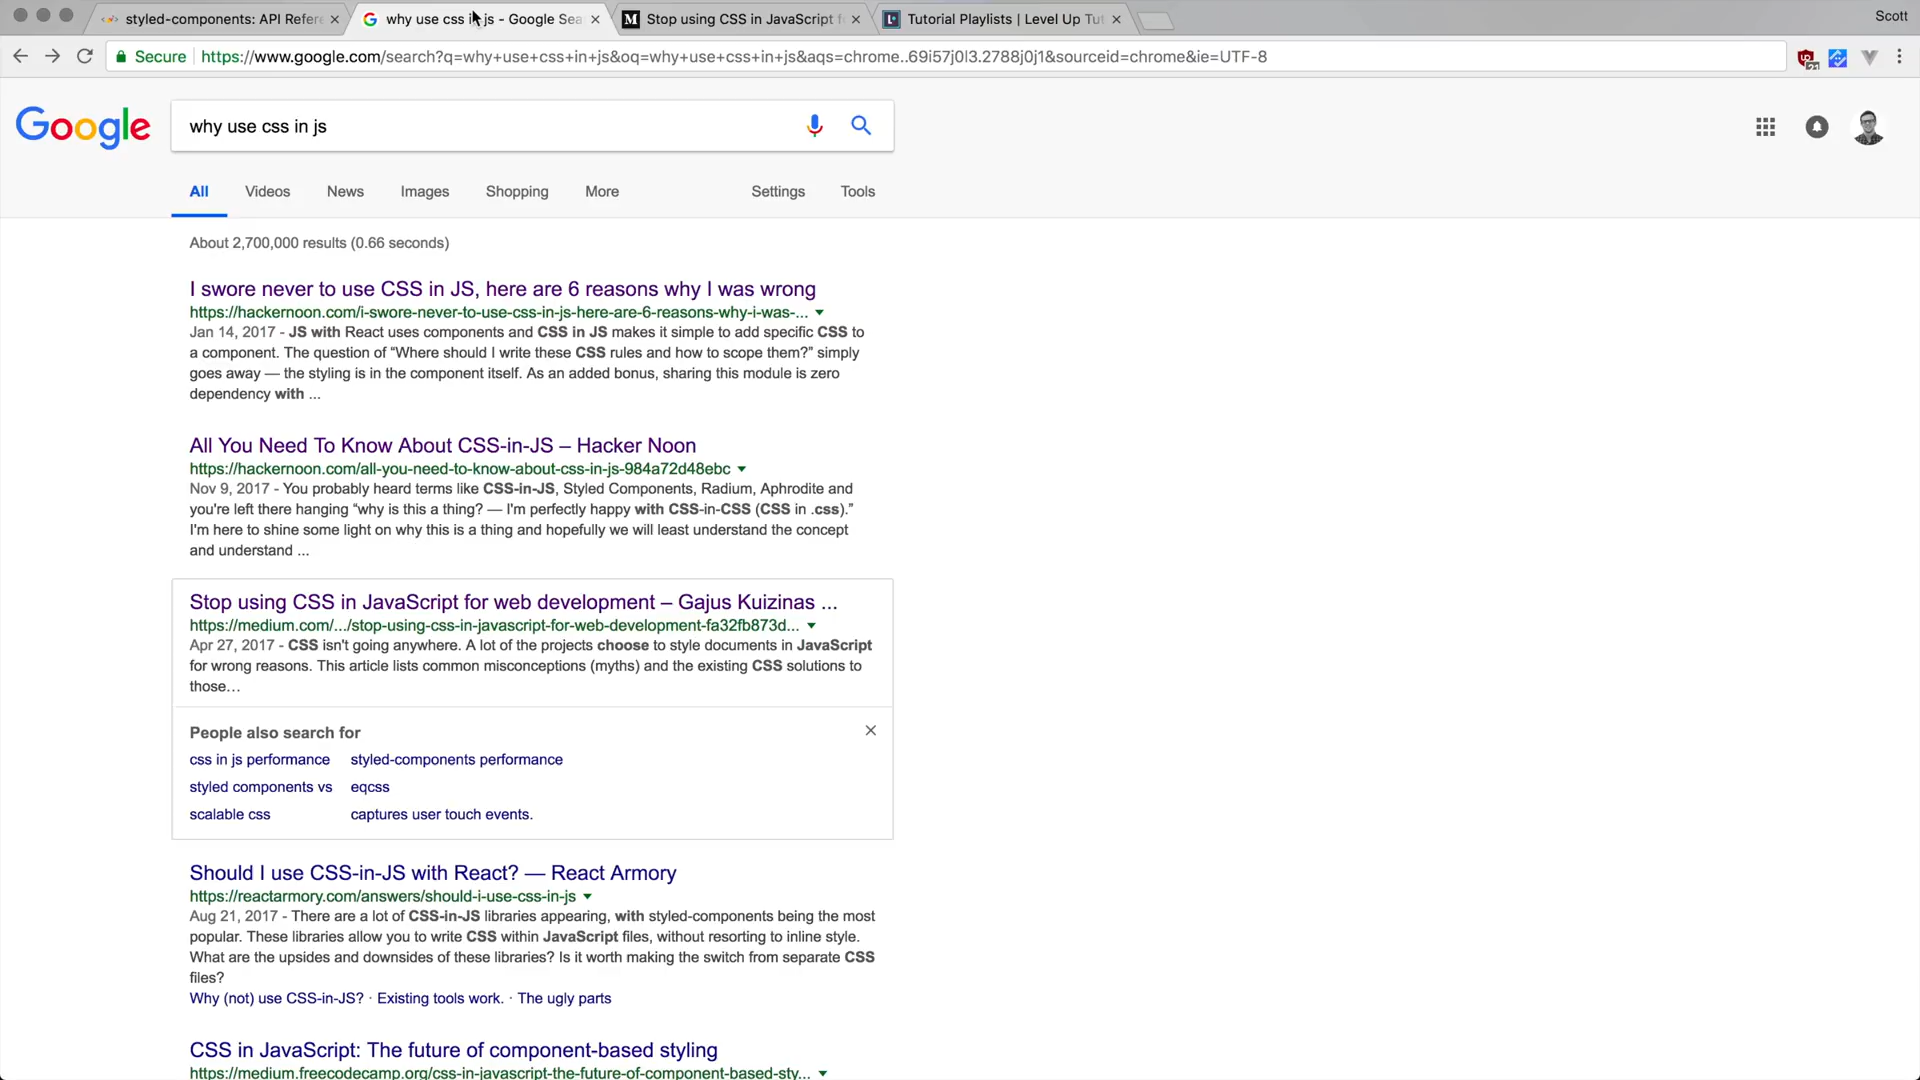 styled-components: API Refere
why use css in js - Google Sea
Stop using CSS in JavaScript f
Tutorial Playlists | Level Up Tut
Scott
Secure https://www.google.com/search?q=why+use+css+in+js&oq=why+use+css+in+js&aqs=chrome..69i57j0l3.2788j0j1&sourceid=chrome&ie=UTF-8
21
Google
why use css in js
All Videos News Images Shopping More Settings Tools
About 2,700,000 results (0.66 seconds)
I swore never to use CSS in JS, here are 6 reasons why I was wrong
https://hackernoon.com/i-swore-never-to-use-css-in-js-here-are-6-reasons-why-i-was-...
Jan 14, 2017 - JS with React uses components and CSS in JS makes it simple to add specific CSS to
a component. The question of “Where should I write these CSS rules and how to scope them?” simply
goes away — the styling is in the component itself. As an added bonus, sharing this module is zero
dependency with ...
All You Need To Know About CSS-in-JS – Hacker Noon
https://hackernoon.com/all-you-need-to-know-about-css-in-js-984a72d48ebc
Nov 9, 2017 - You probably heard terms like CSS-in-JS, Styled Components, Radium, Aphrodite and
you're left there hanging “why is this a thing? — I'm perfectly happy with CSS-in-CSS (CSS in .css).”
I'm here to shine some light on why this is a thing and hopefully we will least understand the concept
and understand ...
Stop using CSS in JavaScript for web development – Gajus Kuizinas ...
https://medium.com/.../stop-using-css-in-javascript-for-web-development-fa32fb873d...
Apr 27, 2017 - CSS isn't going anywhere. A lot of the projects choose to style documents in JavaScript
for wrong reasons. This article lists common misconceptions (myths) and the existing CSS solutions to
those…
People also search for
css in js performance styled-components performance
styled components vs eqcss
scalable css captures user touch events.
Should I use CSS-in-JS with React? — React Armory
https://reactarmory.com/answers/should-i-use-css-in-js
Aug 21, 2017 - There are a lot of CSS-in-JS libraries appearing, with styled-components being the most
popular. These libraries allow you to write CSS within JavaScript files, without resorting to inline style.
What are the upsides and downsides of these libraries? Is it worth making the switch from separate CSS
files?
Why (not) use CSS-in-JS? · Existing tools work. · The ugly parts
CSS in JavaScript: The future of component-based styling
https://medium.freecodecamp.org/css-in-javascript-the-future-of-component-based-sty...